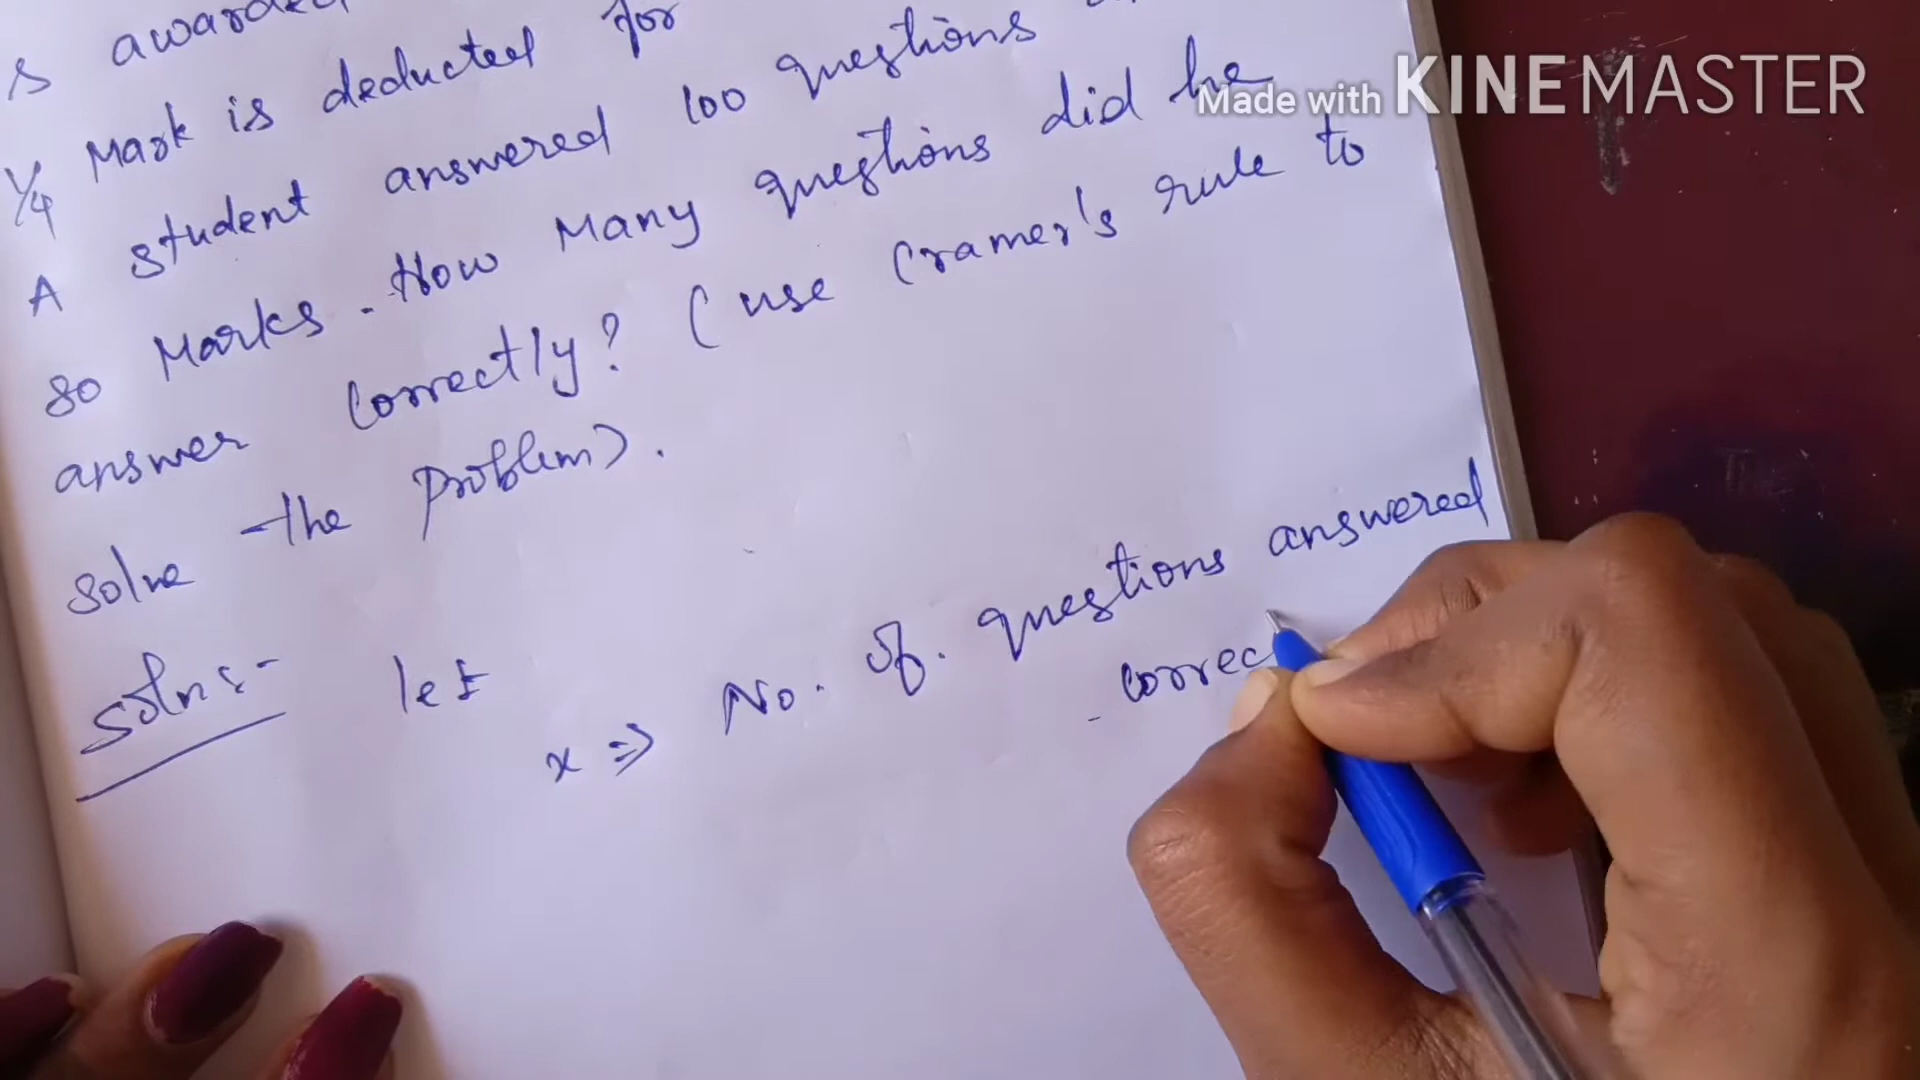 s awarded
1/4 Mark is deducted for
A student answered 100 questions
80 Marks. How Many questions did he
answer correctly? (use Cramer's rule to
solve the problem).
Soln:- let
x => No. of. questions answered
correc
Made with KINEMASTER